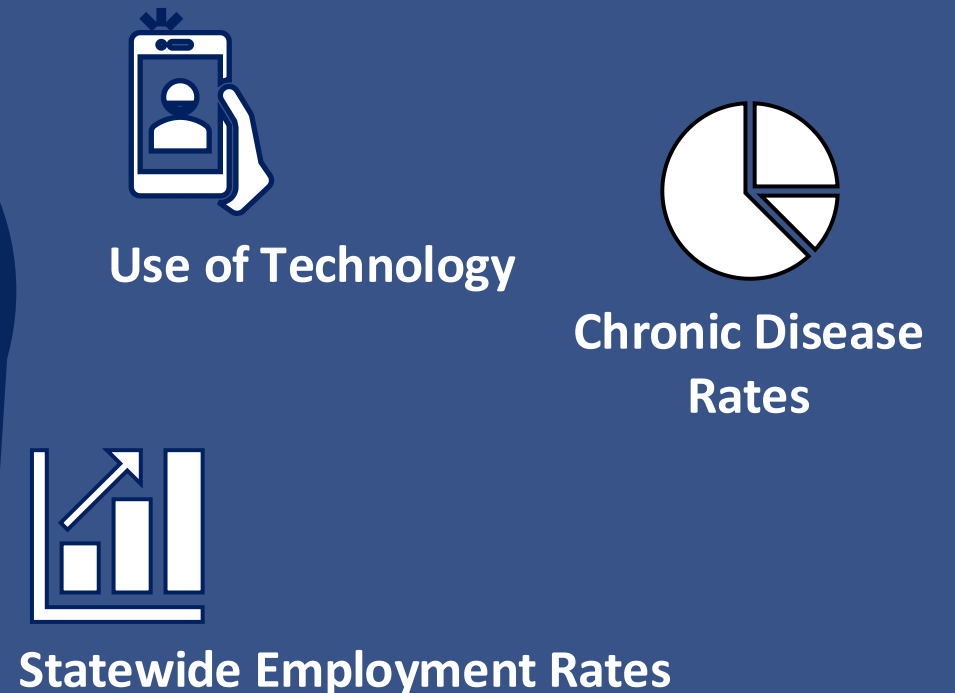 Use of Technology
Chronic Disease
Rates
Statewide Employment Rates